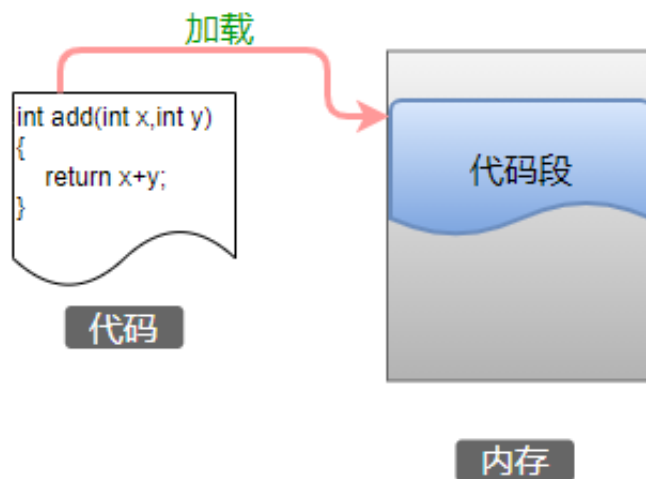 加载
int add(int x,int y)
{
    return x+y;
}
代码段
代码
内存